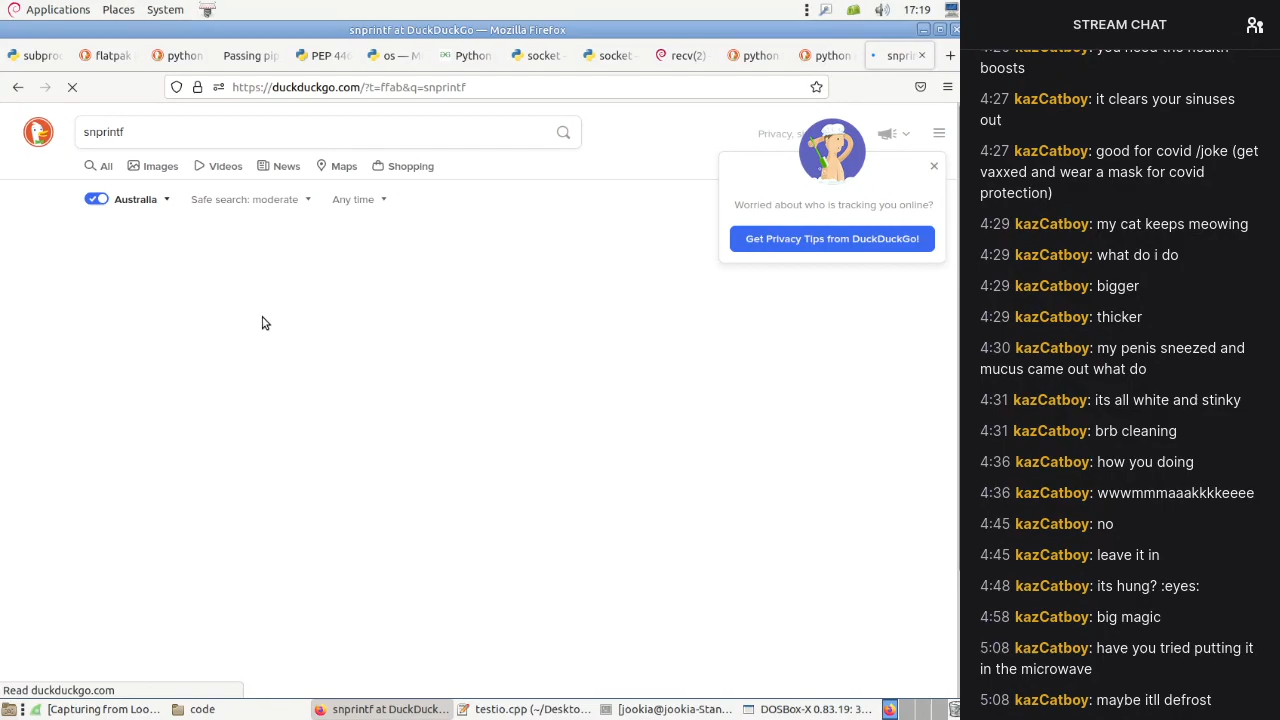 Applications Places System 17:19
snprintf at DuckDuckGo — Mozilla Firefox
subproc flatpak python Passing pip PEP 44 os — M Python socket socket recv(2) python python snpri
https://duckduckgo.com/?t=ffab&q=snprintf
snprintf
Privacy, s
All Images Videos News Maps Shopping
Australia Safe search: moderate Any time
Worried about who is tracking you online?
Get Privacy Tips from DuckDuckGo!
Read duckduckgo.com
[Capturing from Loo... code snprintf at DuckDuck... testio.cpp (~/Deskto... [jookia@jookia-Stan... DOSBox-X 0.83.19: 3...
STREAM CHAT
boosts
4:27 kazCatboy: it clears your sinuses
out
4:27 kazCatboy: good for covid /joke (get
vaxxed and wear a mask for covid
protection)
4:29 kazCatboy: my cat keeps meowing
4:29 kazCatboy: what do i do
4:29 kazCatboy: bigger
4:29 kazCatboy: thicker
4:30 kazCatboy: my penis sneezed and
mucus came out what do
4:31 kazCatboy: its all white and stinky
4:31 kazCatboy: brb cleaning
4:36 kazCatboy: how you doing
4:36 kazCatboy: wwwmmmaaakkkkeeee
4:45 kazCatboy: no
4:45 kazCatboy: leave it in
4:48 kazCatboy: its hung? :eyes:
4:58 kazCatboy: big magic
5:08 kazCatboy: have you tried putting it
in the microwave
5:08 kazCatboy: maybe itll defrost